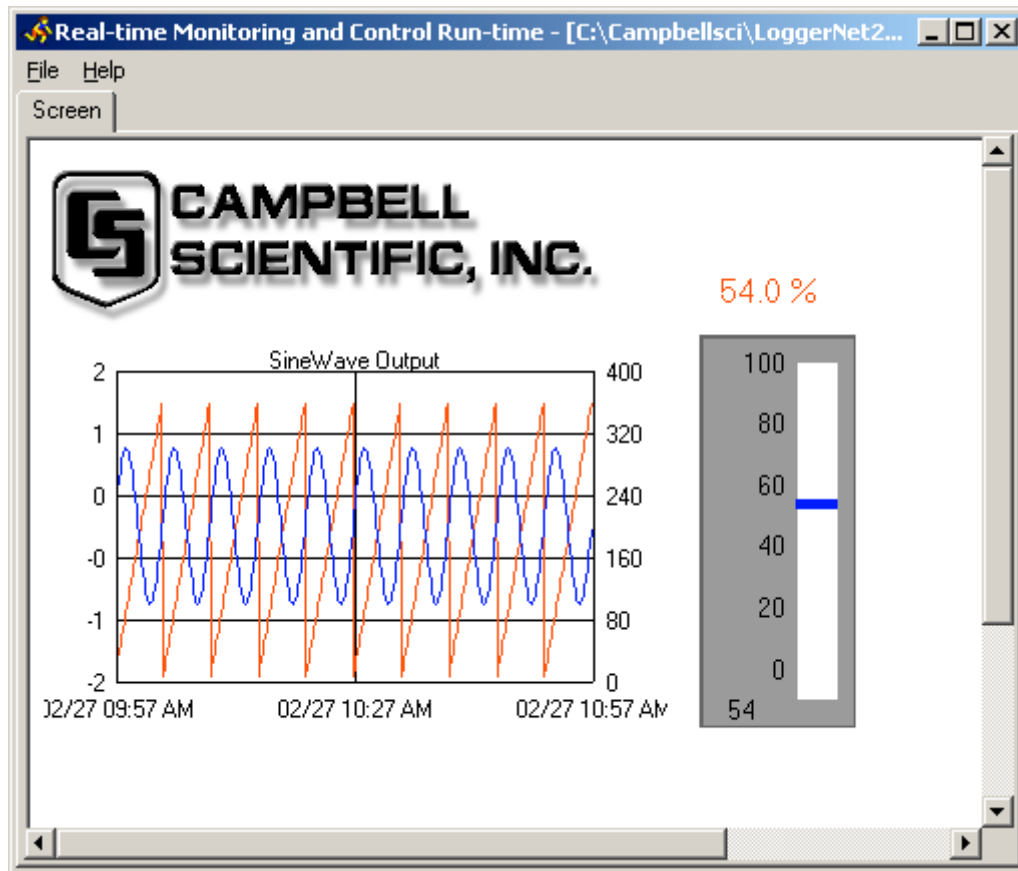 Real-time Monitoring and Control Run-time - [C:\Campbellsci\LoggerNet2...
File Help
Screen
CAMPBELL
SCIENTIFIC, INC.
54.0 %
SineWave Output
2
1
0
-0
-1
-2
400
320
240
160
80
0
02/27 09:57 AM
02/27 10:27 AM
02/27 10:57 AM
100
80
60
40
20
0
54